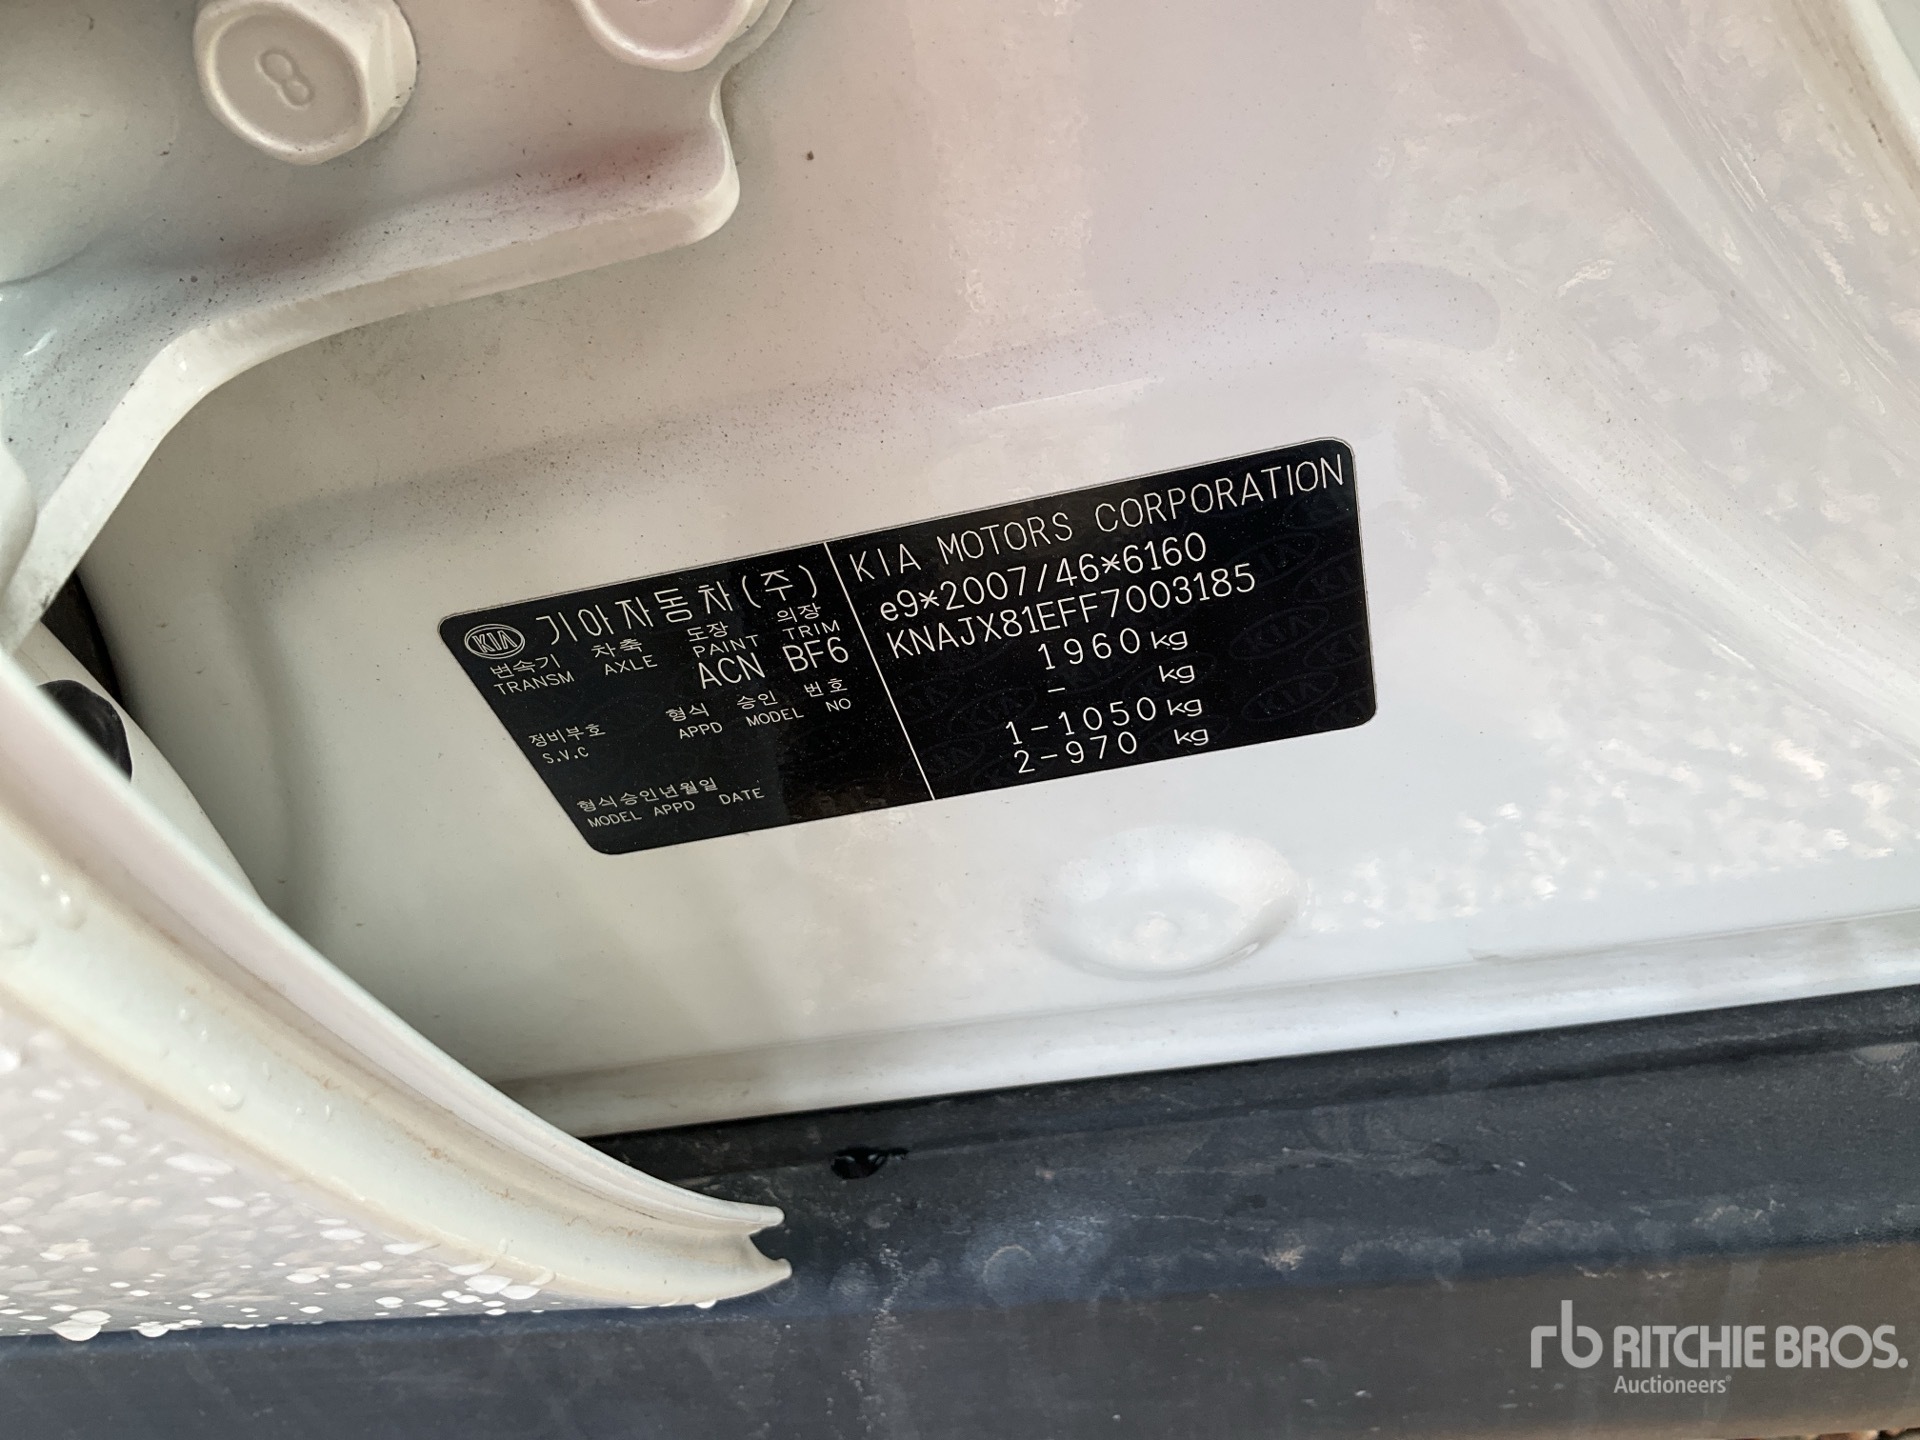 8
KIA 기아자동차(주)
변속기 차축 도장 의장
TRANSM AXLE PAINT TRIM
ACN BF6
정비부호 형식 승인 번호
S.V.C APPD MODEL NO
형식승인년월일
MODEL APPD DATE
KIA MOTORS CORPORATION
e9*2007/46*6160
KNAJX81EFF7003185
1960 kg
- kg
1-1050 kg
2-970 kg
rb RITCHIE BROS.
Auctioneers